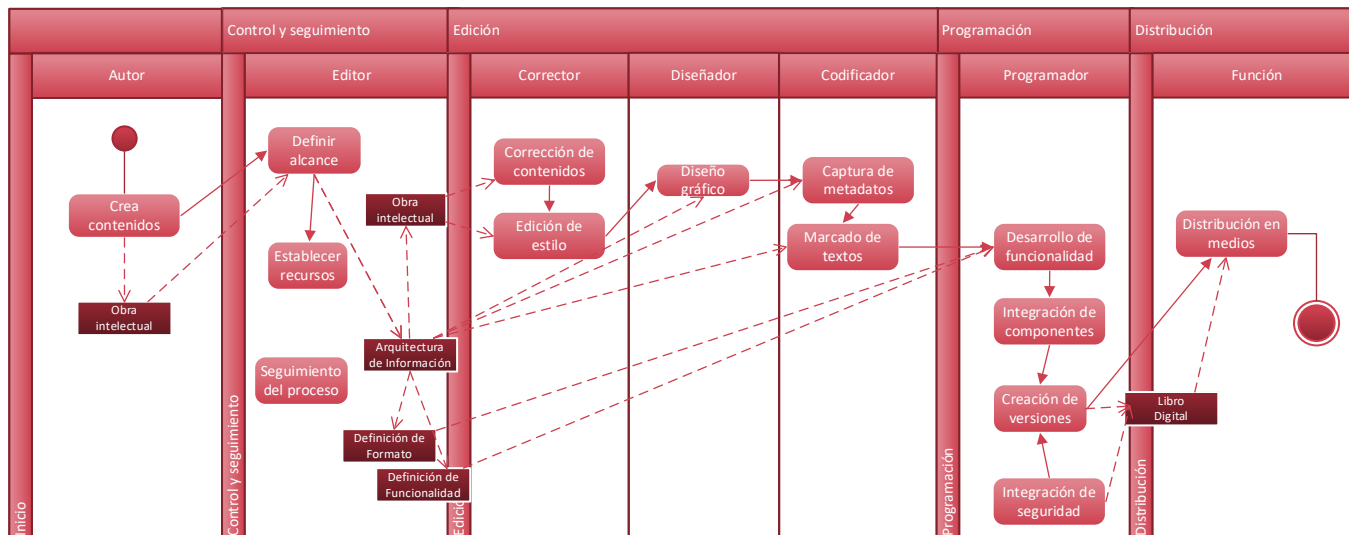 Control y seguimiento
Edición
Programación
Distribución
Autor
Editor
Corrector
Diseñador
Codificador
Programador
Función
Inicio
Crea
contenidos
Obra
intelectual
Control y seguimiento
Definir
alcance
Establecer
recursos
Seguimiento
del proceso
Obra
intelectual
Arquitectura
de Información
Definición de
Formato
Definición de
Funcionalidad
Edición
Corrección de
contenidos
Edición de
estilo
Diseño
gráfico
Captura de
metadatos
Marcado de
textos
Programación
Desarrollo de
funcionalidad
Integración de
componentes
Creación de
versiones
Integración de
seguridad
Distribución
Libro
Digital
Distribución en
medios